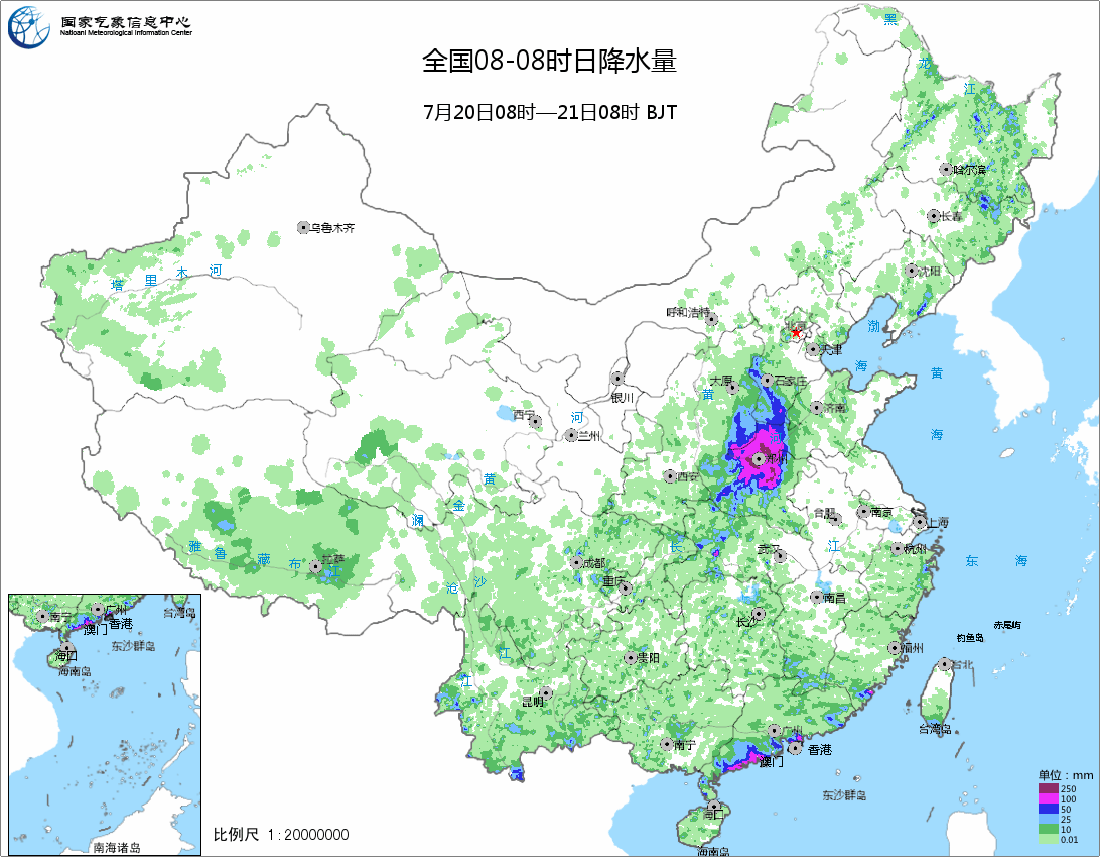 国家气象信息中心
Naitioanl Meteorological Information Center
全国08-08时日降水量
7月20日08时—21日08时 BJT
黑
龙
江
哈尔滨
长春
乌鲁木齐
塔 里 木 河
沈阳
呼和浩特
北京
渤
天津
海
黄
太原
石家庄
银川
黄
济南
西宁
河
兰州
海
河
郑州
西安
黄
金
澜
合肥
南京
上海
雅 鲁 藏 布 江
拉萨
长
武汉
江
杭州
成都
东 海
重庆
沧 沙
南昌
长沙
赤尾屿
钓鱼岛
江
贵阳
福州
台北
江
昆明
广州
南宁
香港
澳门
台湾岛
海口
东沙群岛
海南岛
南宁
广州
澳门
香港
台湾岛
海口
东沙群岛
海南岛
南海诸岛
比例尺 1:20000000
单位：mm
250
100
50
25
10
0.01